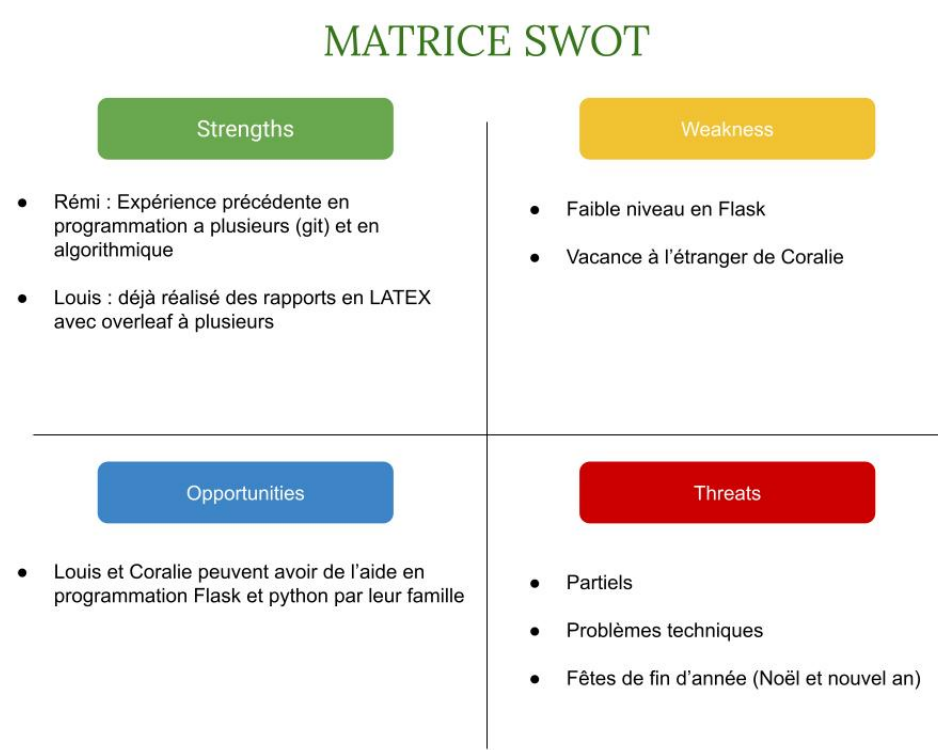 MATRICE SWOT
Strengths
● Rémi : Expérience précédente en
programmation a plusieurs (git) et en
algorithmique
● Louis : déjà réalisé des rapports en LATEX
avec overleaf à plusieurs
Weakness
● Faible niveau en Flask
● Vacance à l’étranger de Coralie
Opportunities
● Louis et Coralie peuvent avoir de l’aide en
programmation Flask et python par leur famille
Threats
● Partiels
● Problèmes techniques
● Fêtes de fin d’année (Noël et nouvel an)